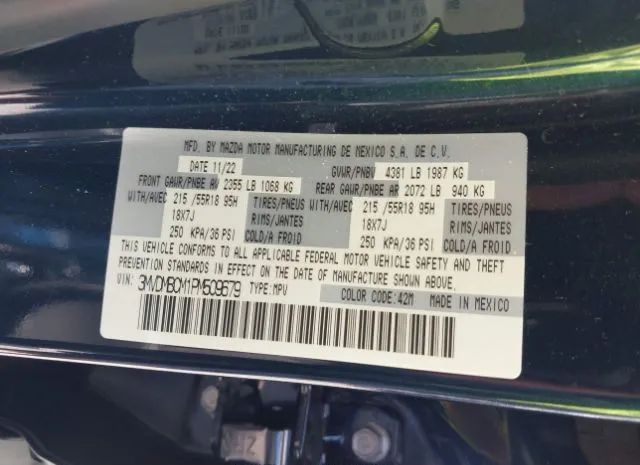 MFD. BY MAZDA MOTOR MANUFACTURING DE MEXICO S.A. DE C.V.
DATE 11/22 GVWR/PNBV 4381 LB 1987 KG
FRONT GAWR/PNBE AV 2355 LB 1068 KG REAR GAWR/PNBE AR 2072 LB 940 KG
WITH/AVEC 215 /55R18 95H TIRES/PNEUS WITH/AVEC 215 /55R18 95H TIRES/PNEUS
18X7J RIMS/JANTES 18X7J RIMS/JANTES
250 KPA/36 PSI COLD/A FROID 250 KPA/36 PSI COLD/A FROID
THIS VEHICLE CONFORMS TO ALL APPLICABLE FEDERAL MOTOR VEHICLE SAFETY AND THEFT
PREVENTION STANDARDS IN EFFECT ON THE DATE OF MANUFACTURE SHOWN ABOVE.
VIN: 3MVDMBCM1PM509579 TYPE: MPV
COLOR CODE:42M MADE IN MEXICO